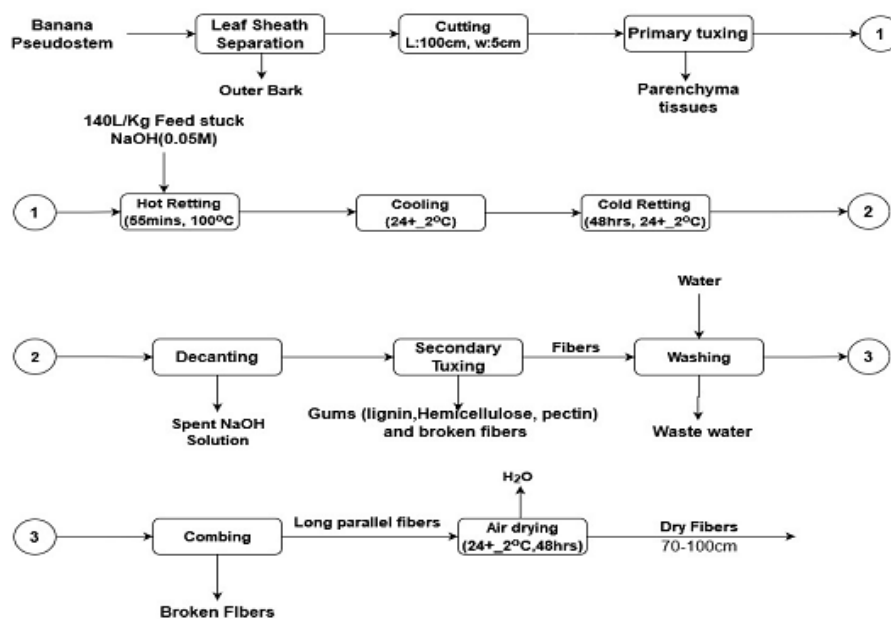 Banana
Pseudostem
Leaf Sheath
Separation
Cutting
L:100cm, w:5cm
Primary tuxing
1
Outer Bark
Parenchyma
tissues
140L/Kg Feed stuck
NaOH(0.05M)
1
Hot Retting
(55mins, 100ºC
Cooling
(24+_2ºC)
Cold Retting
(48hrs, 24+_2ºC)
2
Water
2
Decanting
Secondary
Tuxing
Fibers
Washing
3
Spent NaOH
Solution
Gums (lignin,Hemicellulose, pectin)
and broken fibers
Waste water
H2O
3
Combing
Long parallel fibers
Air drying
(24+_2ºC,48hrs)
Dry Fibers
70-100cm
Broken FIbers